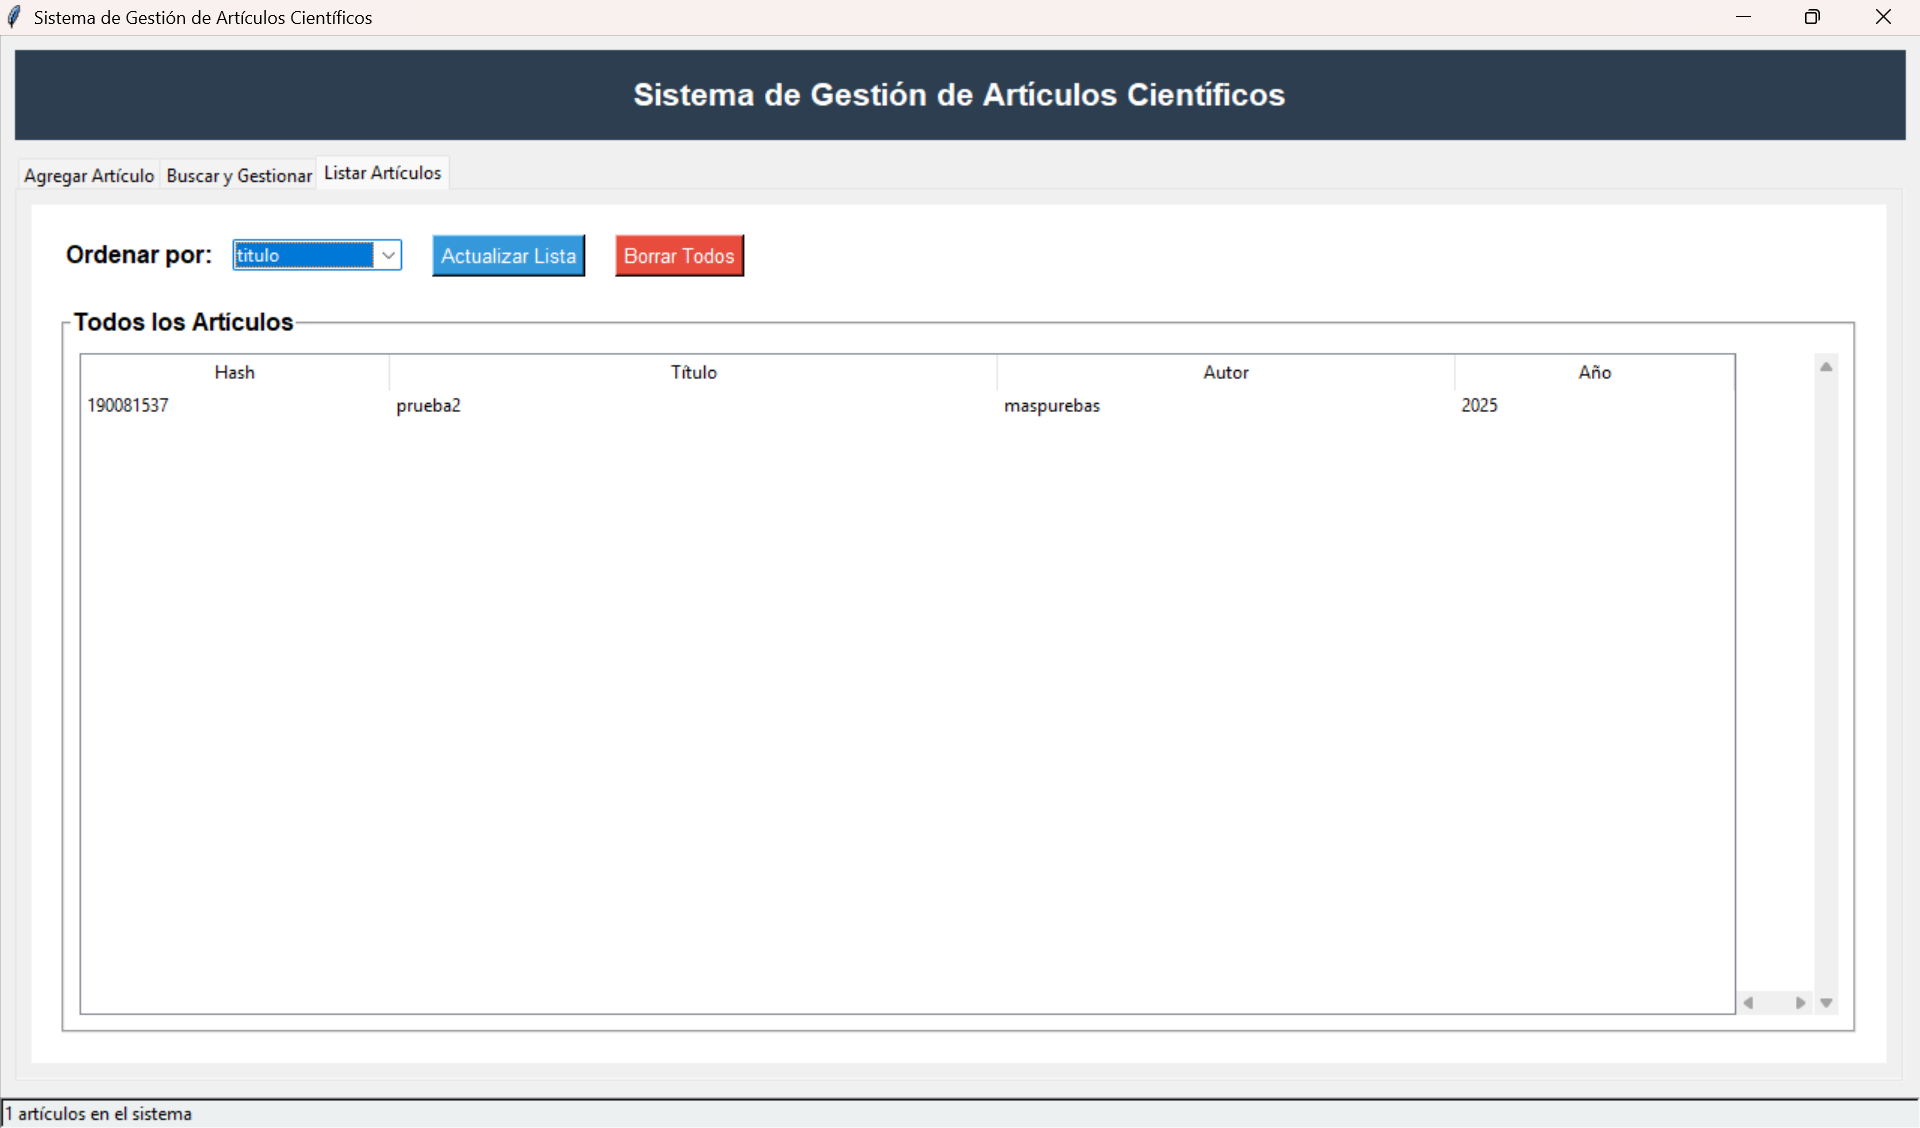 Sistema de Gestión de Artículos Científicos
Sistema de Gestión de Artículos Científicos
Agregar Artículo Buscar y Gestionar Listar Artículos
Ordenar por: titulo Actualizar Lista Borrar Todos
Todos los Artículos
Hash Título Autor Año
190081537 prueba2 maspurebas 2025
1 artículos en el sistema